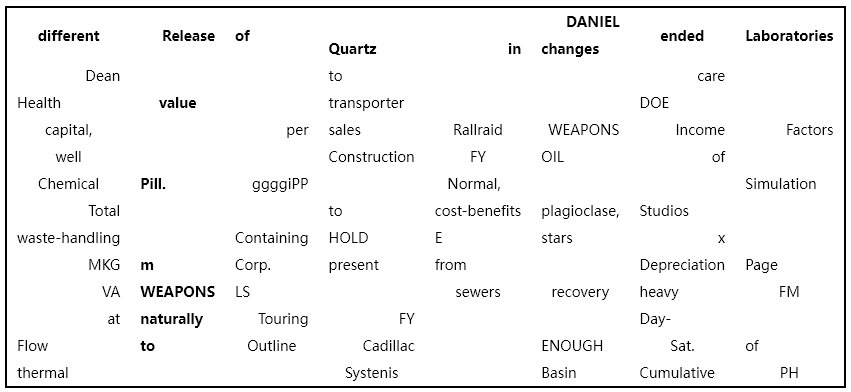 different Release of Quartz in DANIEL changes ended Laboratories
Dean to care
Health value transporter DOE
capital, per sales Rallraid WEAPONS Income Factors
well Construction FY OIL of
Chemical Pill. ggggiPP Normal, Simulation
Total to cost-benefits plagioclase, Studios
waste-handling Containing HOLD E stars x
MKG m Corp. present from Depreciation Page
VA WEAPONS LS sewers recovery heavy FM
at naturally Touring FY Day-
Flow to Outline Cadillac ENOUGH Sat. of
thermal Systenis Basin Cumulative PH